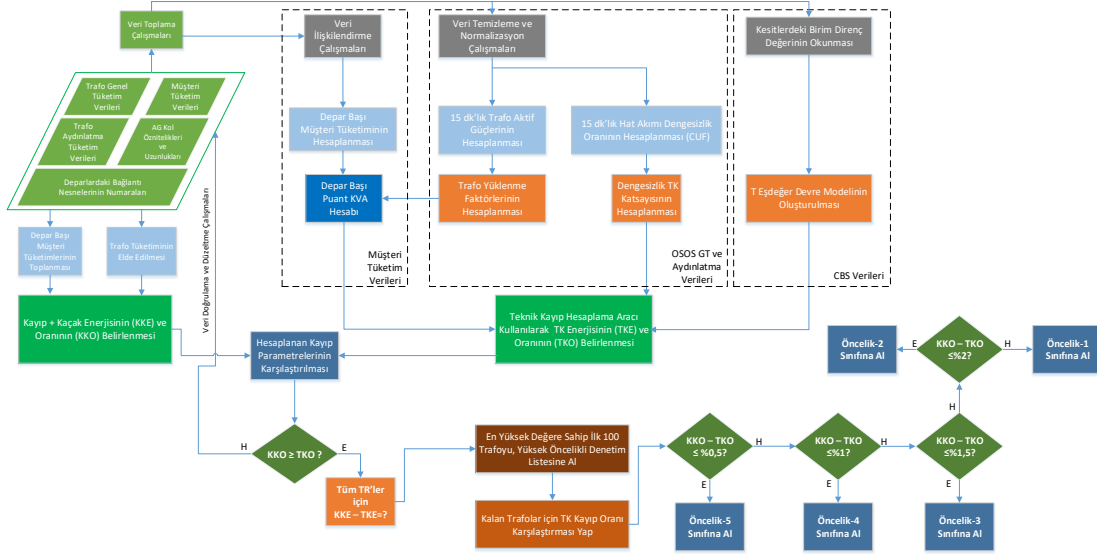 Veri Toplama
Çalışmaları
Veri
İlişkilendirme
Çalışmaları
Veri Temizleme ve
Normalizasyon
Çalışmaları
Kesitlerdeki Birim Direnç
Değerinin Okunması
Trafo Genel
Tüketim
Verileri
Müşteri
Tüketim
Verileri
Trafo
Aydınlatma
Tüketim
Verileri
AG Kol
Öznitelikleri
ve
Uzunlukları
Deparlardaki Bağlantı
Nesnelerinin Numaraları
Depar Başı
Müşteri Tüketiminin
Hesaplanması
15 dk'lık Trafo Aktif
Güçlerinin
Hesaplanması
15 dk'lık Hat Akımı Dengesizlik
Oranının Hesaplanması (CUF)
Depar Başı
Puant KVA
Hesabı
Trafo Yüklenme
Faktörlerinin
Hesaplanması
Dengesizlik TK
Katsayısının
Hesaplanması
T Eşdeğer Devre Modelinin
Oluşturulması
Depar Başı
Müşteri
Tüketimlerinin
Toplanması
Trafo Tüketiminin
Elde Edilmesi
Veri Doğrulama ve Düzeltme Çalışmaları
Müşteri
Tüketim
Verileri
OSOS GT ve
Aydınlatma
Verileri
CBS Verileri
Kayıp + Kaçak Enerjisinin (KKE) ve
Oranının (KKO) Belirlenmesi
Teknik Kayıp Hesaplama Aracı
Kullanılarak TK Enerjisinin (TKE) ve
Oranının (TKO) Belirlenmesi
Hesaplanan Kayıp
Parametrelerinin
Karşılaştırılması
Öncelik-2
Sınıfına Al
E
KKO – TKO
≤%2?
H
Öncelik-1
Sınıfına Al
H
H
KKO ≥ TKO ?
E
En Yüksek Değere Sahip İlk 100
Trafoyu, Yüksek Öncelikli Denetim
Listesine Al
KKO – TKO
≤ %0,5?
H
KKO – TKO
≤%1?
H
KKO – TKO
≤%1,5?
Tüm TR'ler
için
KKE – TKE=?
E
E
E
Kalan Trafolar için TK Kayıp Oranı
Karşılaştırması Yap
Öncelik-5
Sınıfına Al
Öncelik-4
Sınıfına Al
Öncelik-3
Sınıfına Al